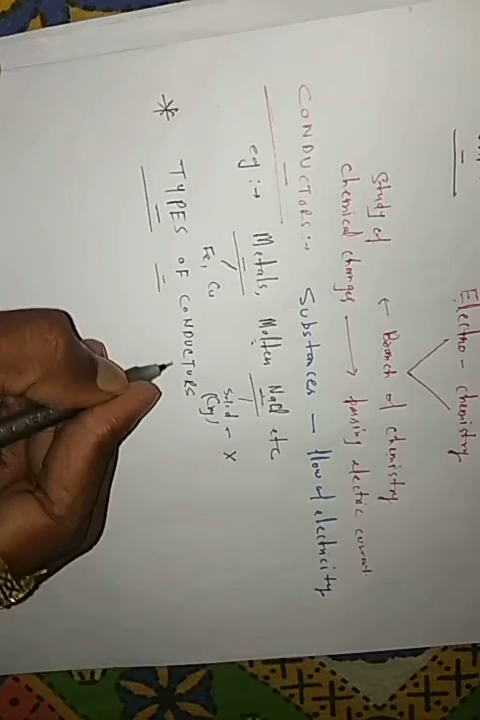 Electro - chemistry
← Branch of chemistry
Study of
chemical changes ⟶ passing electric current
CONDUCTORS :→ Substances — flow of electricity
eg :→ Metals, Molten NaCl etc
Fe, Cu
solid - X
* TYPES OF CONDUCTORS